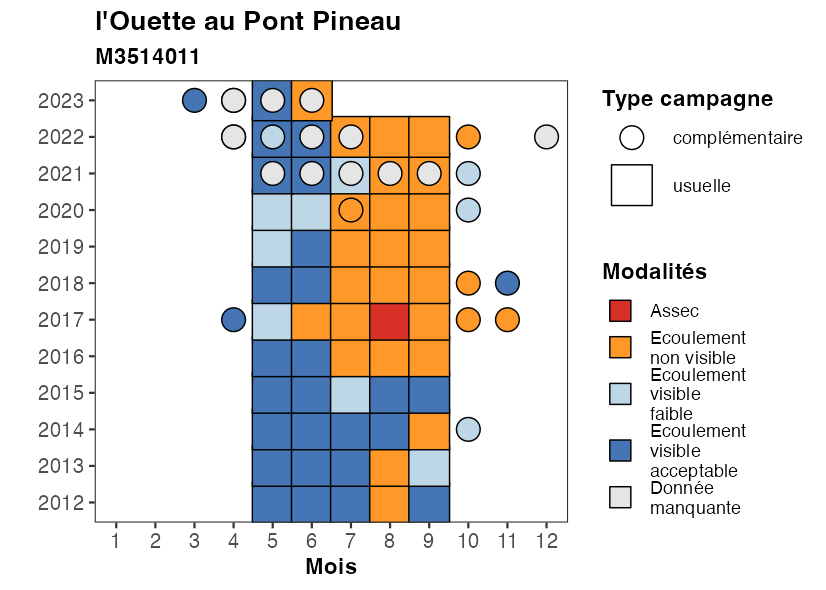 l'Ouette au Pont Pineau
M3514011
2023
2022
2021
2020
2019
2018
2017
2016
2015
2014
2013
2012
1 2 3 4 5 6 7 8 9 10 11 12
Mois
Type campagne
complémentaire
usuelle
Modalités
Assec
Ecoulement
non visible
Ecoulement
visible
faible
Ecoulement
visible
acceptable
Donnée
manquante